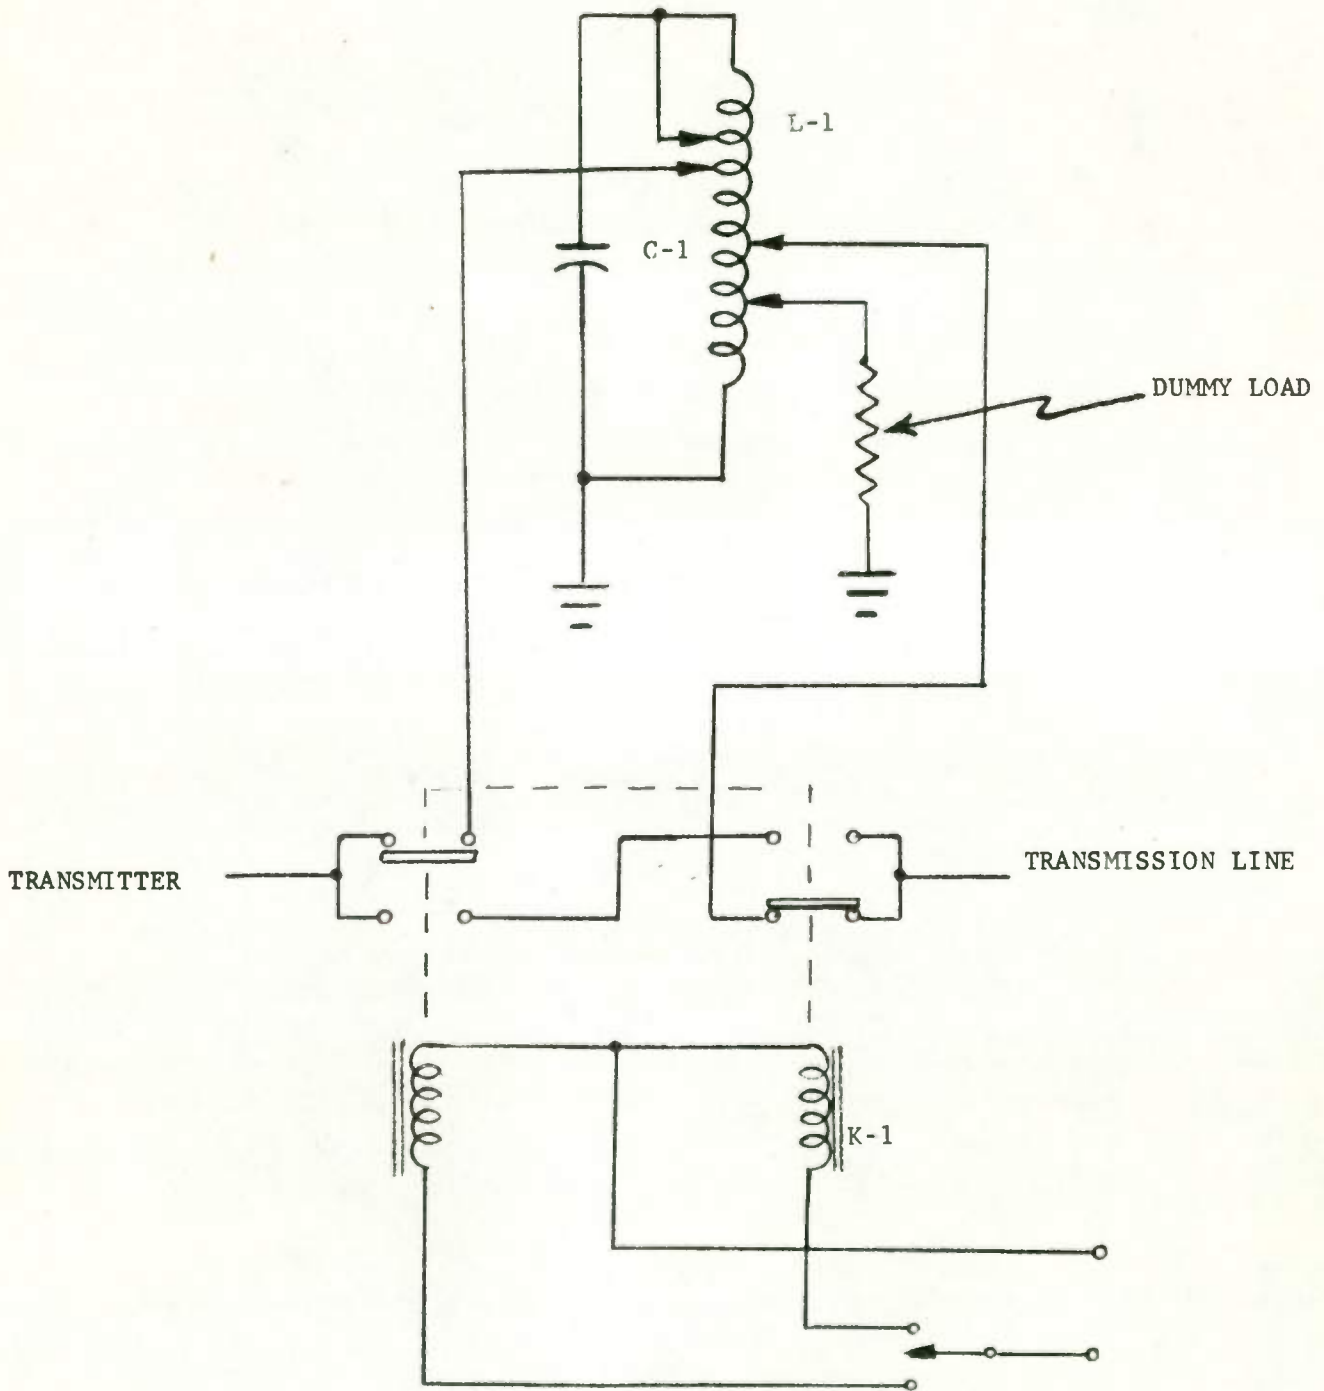 L-1
C-1
DUMMY LOAD
TRANSMITTER
TRANSMISSION LINE
K-1